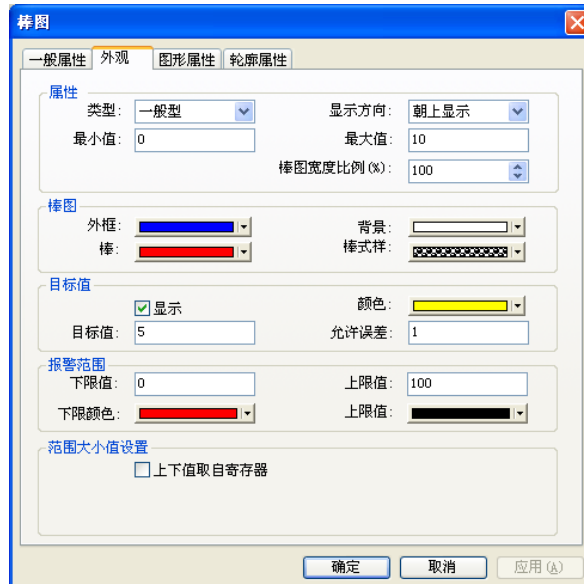 棒图
一般属性 外观 图形属性 轮廓属性
属性
类型: 一般型 显示方向: 朝上显示
最小值: 0 最大值: 10
棒图宽度比例(%): 100
棒图
外框: 背景:
棒: 棒式样:
目标值
显示 颜色:
目标值: 5 允许误差: 1
报警范围
下限值: 0 上限值: 100
下限颜色: 上限值:
范围大小值设置
上下值取自寄存器
确定 取消 应用(A)